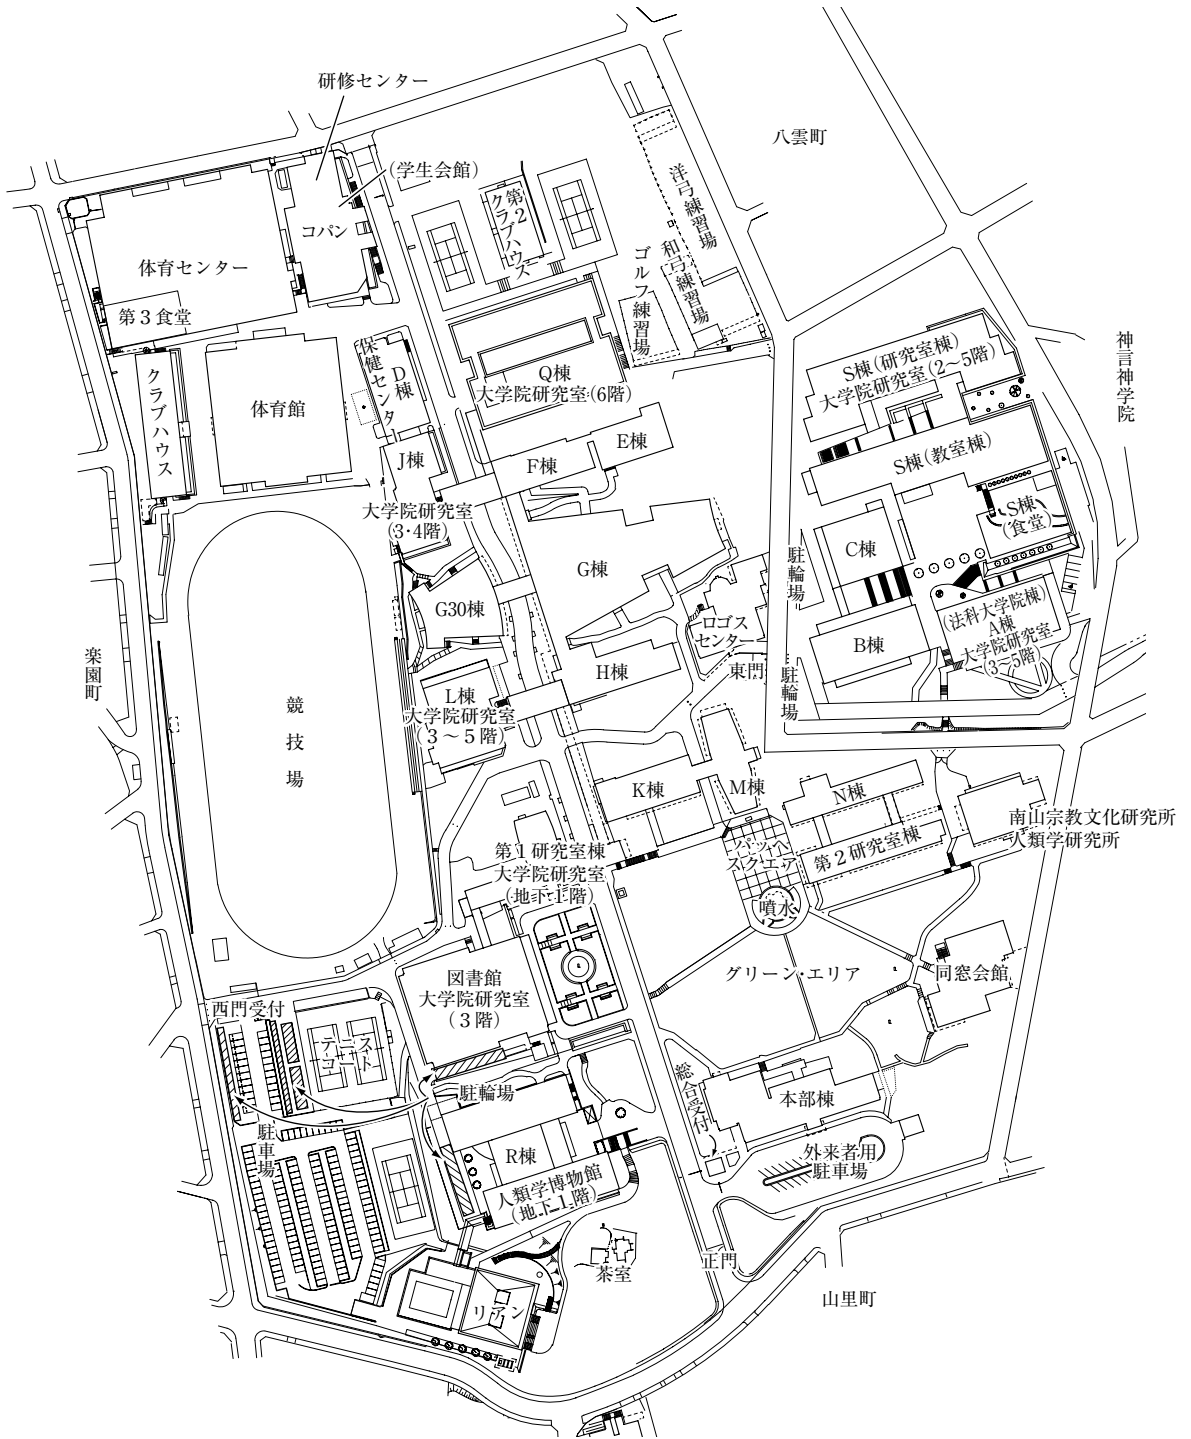 研修センター
(学生会館)
コパン
体育センター
第3食堂
クラブハウス
体育館
保健センター
D棟
第2
クラブハウス
洋弓練習場
和弓練習場
ゴルフ練習場
八雲町
神言神学院
Q棟
大学院研究室(6階)
E棟
F棟
J棟
大学院研究室
(3･4階)
S棟(研究室棟)
大学院研究室(2～5階)
S棟(教室棟)
S棟
(食堂)
C棟
B棟
(法科大学院棟)
A棟
大学院研究室
(3～5階)
駐輪場
駐輪場
G棟
G30棟
ロゴス
センター
東門
H棟
L棟
大学院研究室
(3～5階)
楽園町
競技場
K棟
M棟
N棟
第2研究室棟
南山宗教文化研究所
人類学研究所
パッヘ
スクエア
噴水
第1研究室棟
大学院研究室
(地下1階)
グリーン・エリア
同窓会館
図書館
大学院研究室
(3階)
西門受付
テニス
コート
駐輪場
駐車場
総合受付
本部棟
外来者用
駐車場
R棟
人類学博物館
(地下1階)
茶室
正門
山里町
リアン